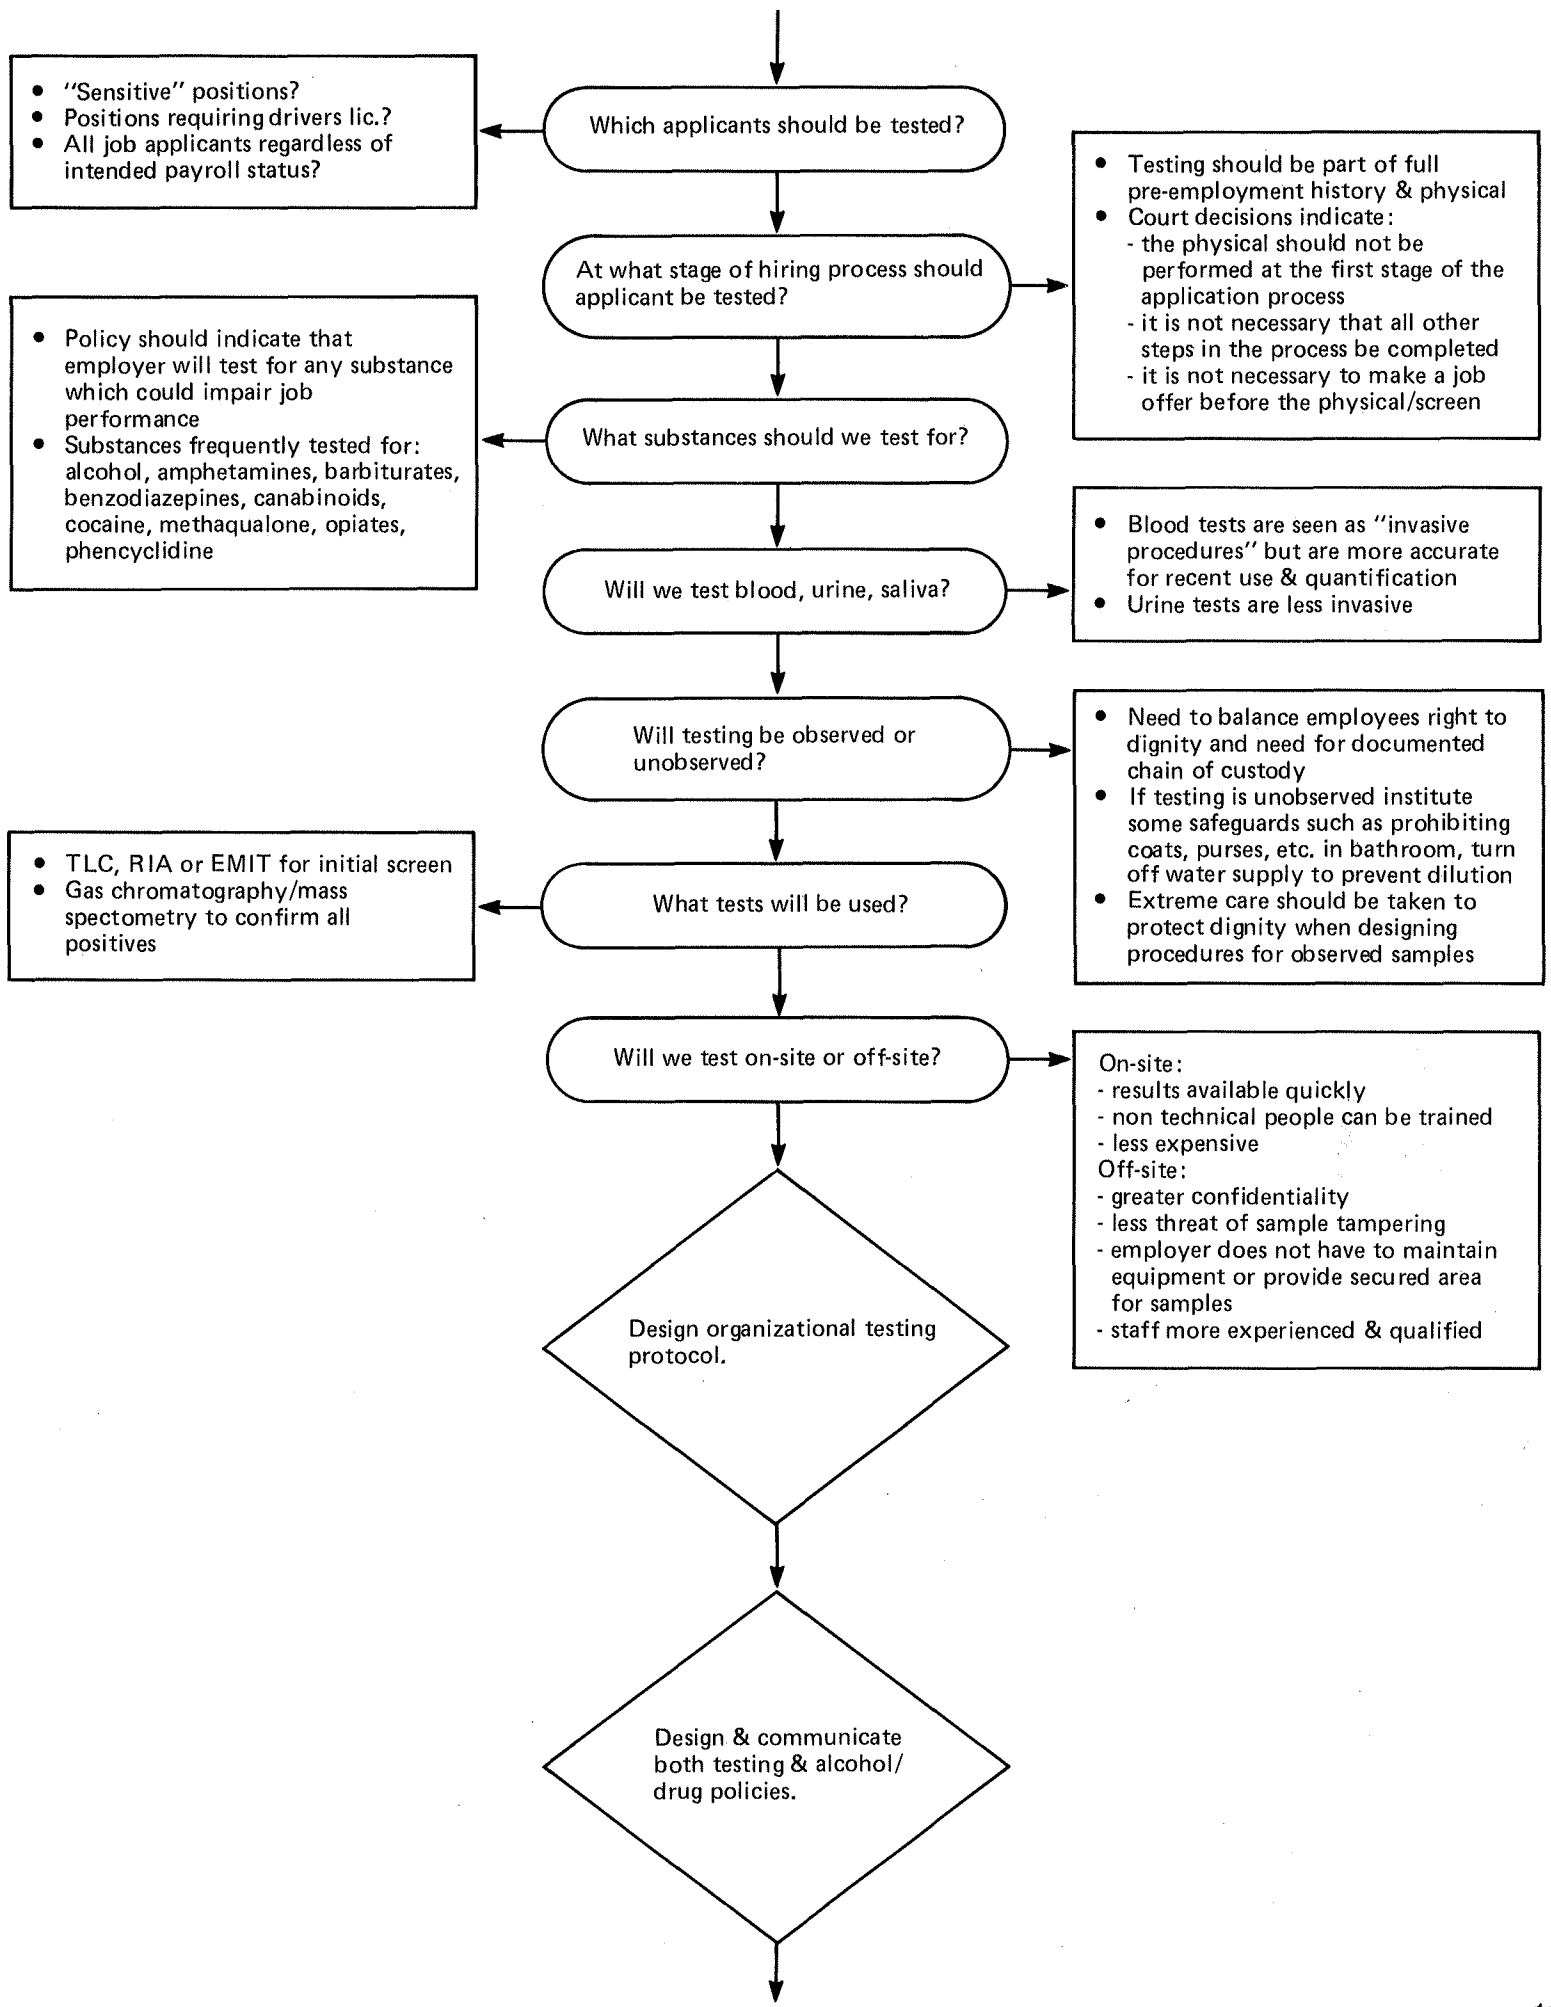 Which applicants should be tested?
● "Sensitive" positions?
● Positions requiring drivers lic.?
● All job applicants regardless of
intended payroll status?
At what stage of hiring process should
applicant be tested?
● Testing should be part of full
pre-employment history & physical
● Court decisions indicate:
- the physical should not be
performed at the first stage of the
application process
- it is not necessary that all other
steps in the process be completed
- it is not necessary to make a job
offer before the physical/screen
What substances should we test for?
● Policy should indicate that
employer will test for any substance
which could impair job
performance
● Substances frequently tested for:
alcohol, amphetamines, barbiturates,
benzodiazepines, canabinoids,
cocaine, methaqualone, opiates,
phencyclidine
Will we test blood, urine, saliva?
● Blood tests are seen as "invasive
procedures" but are more accurate
for recent use & quantification
● Urine tests are less invasive
Will testing be observed or
unobserved?
● Need to balance employees right to
dignity and need for documented
chain of custody
● If testing is unobserved institute
some safeguards such as prohibiting
coats, purses, etc. in bathroom, turn
off water supply to prevent dilution
● Extreme care should be taken to
protect dignity when designing
procedures for observed samples
What tests will be used?
● TLC, RIA or EMIT for initial screen
● Gas chromatography/mass
spectometry to confirm all
positives
Will we test on-site or off-site?
On-site:
- results available quickly
- non technical people can be trained
- less expensive
Off-site:
- greater confidentiality
- less threat of sample tampering
- employer does not have to maintain
equipment or provide secured area
for samples
- staff more experienced & qualified
Design organizational testing
protocol.
Design & communicate
both testing & alcohol/
drug policies.